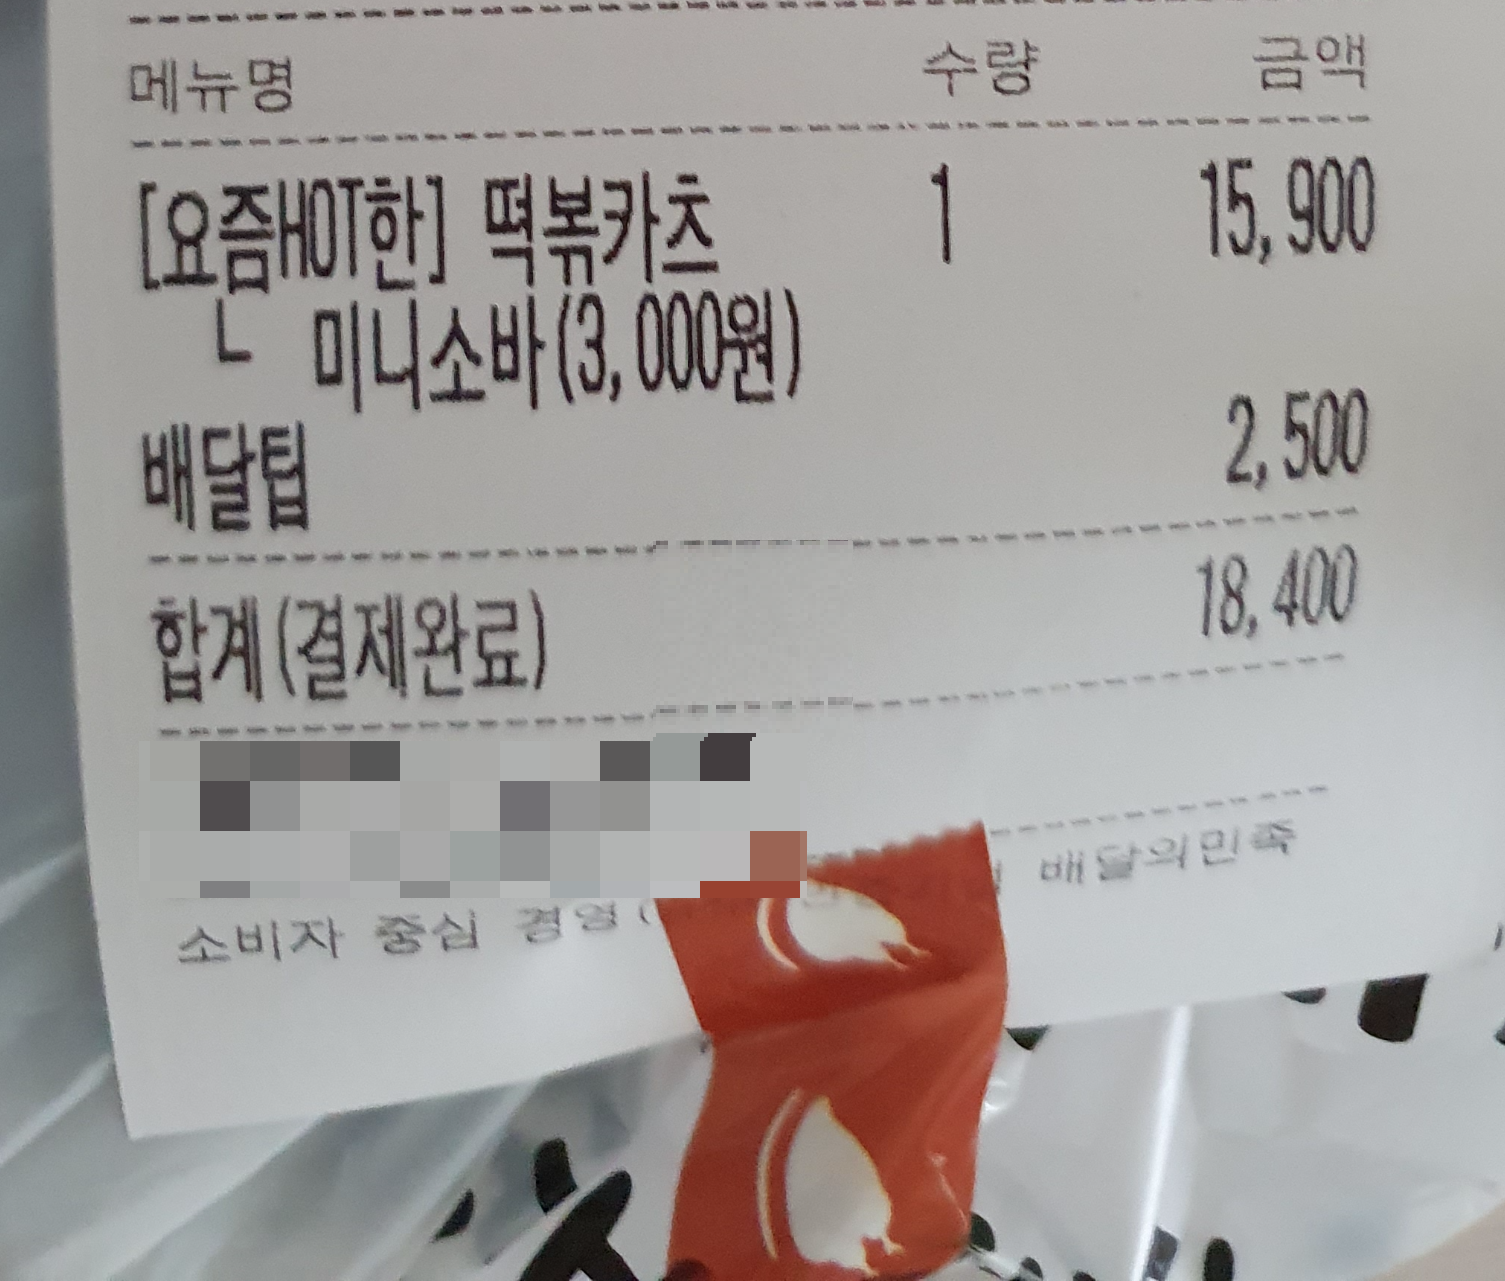 메뉴명 수량 금액
[요즘HOT한] 떡볶카츠 1 15,900
└ 미니소바(3,000원)
배달팁 2,500
합계(결제완료) 18,400
배달의민족
소비자 중심 경영(